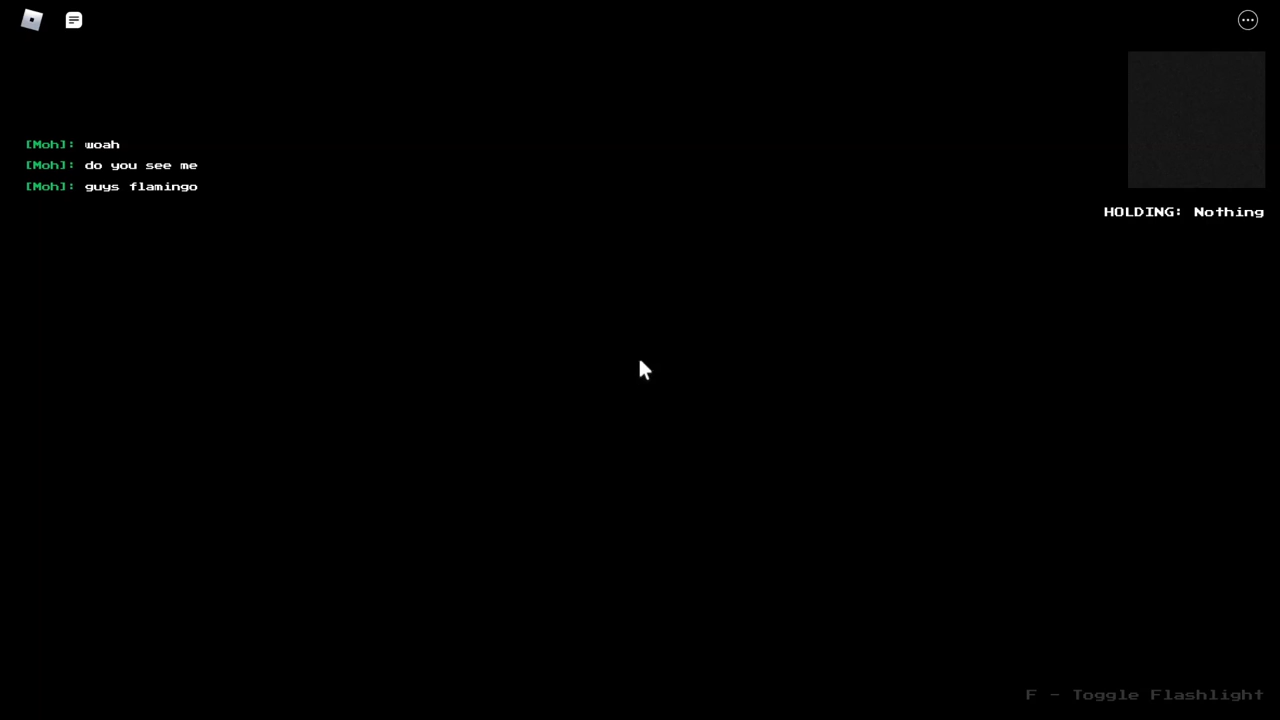 [Moh]: woah
[Moh]: do you see me
[Moh]: guys flamingo
HOLDING: Nothing
F - Toggle Flashlight